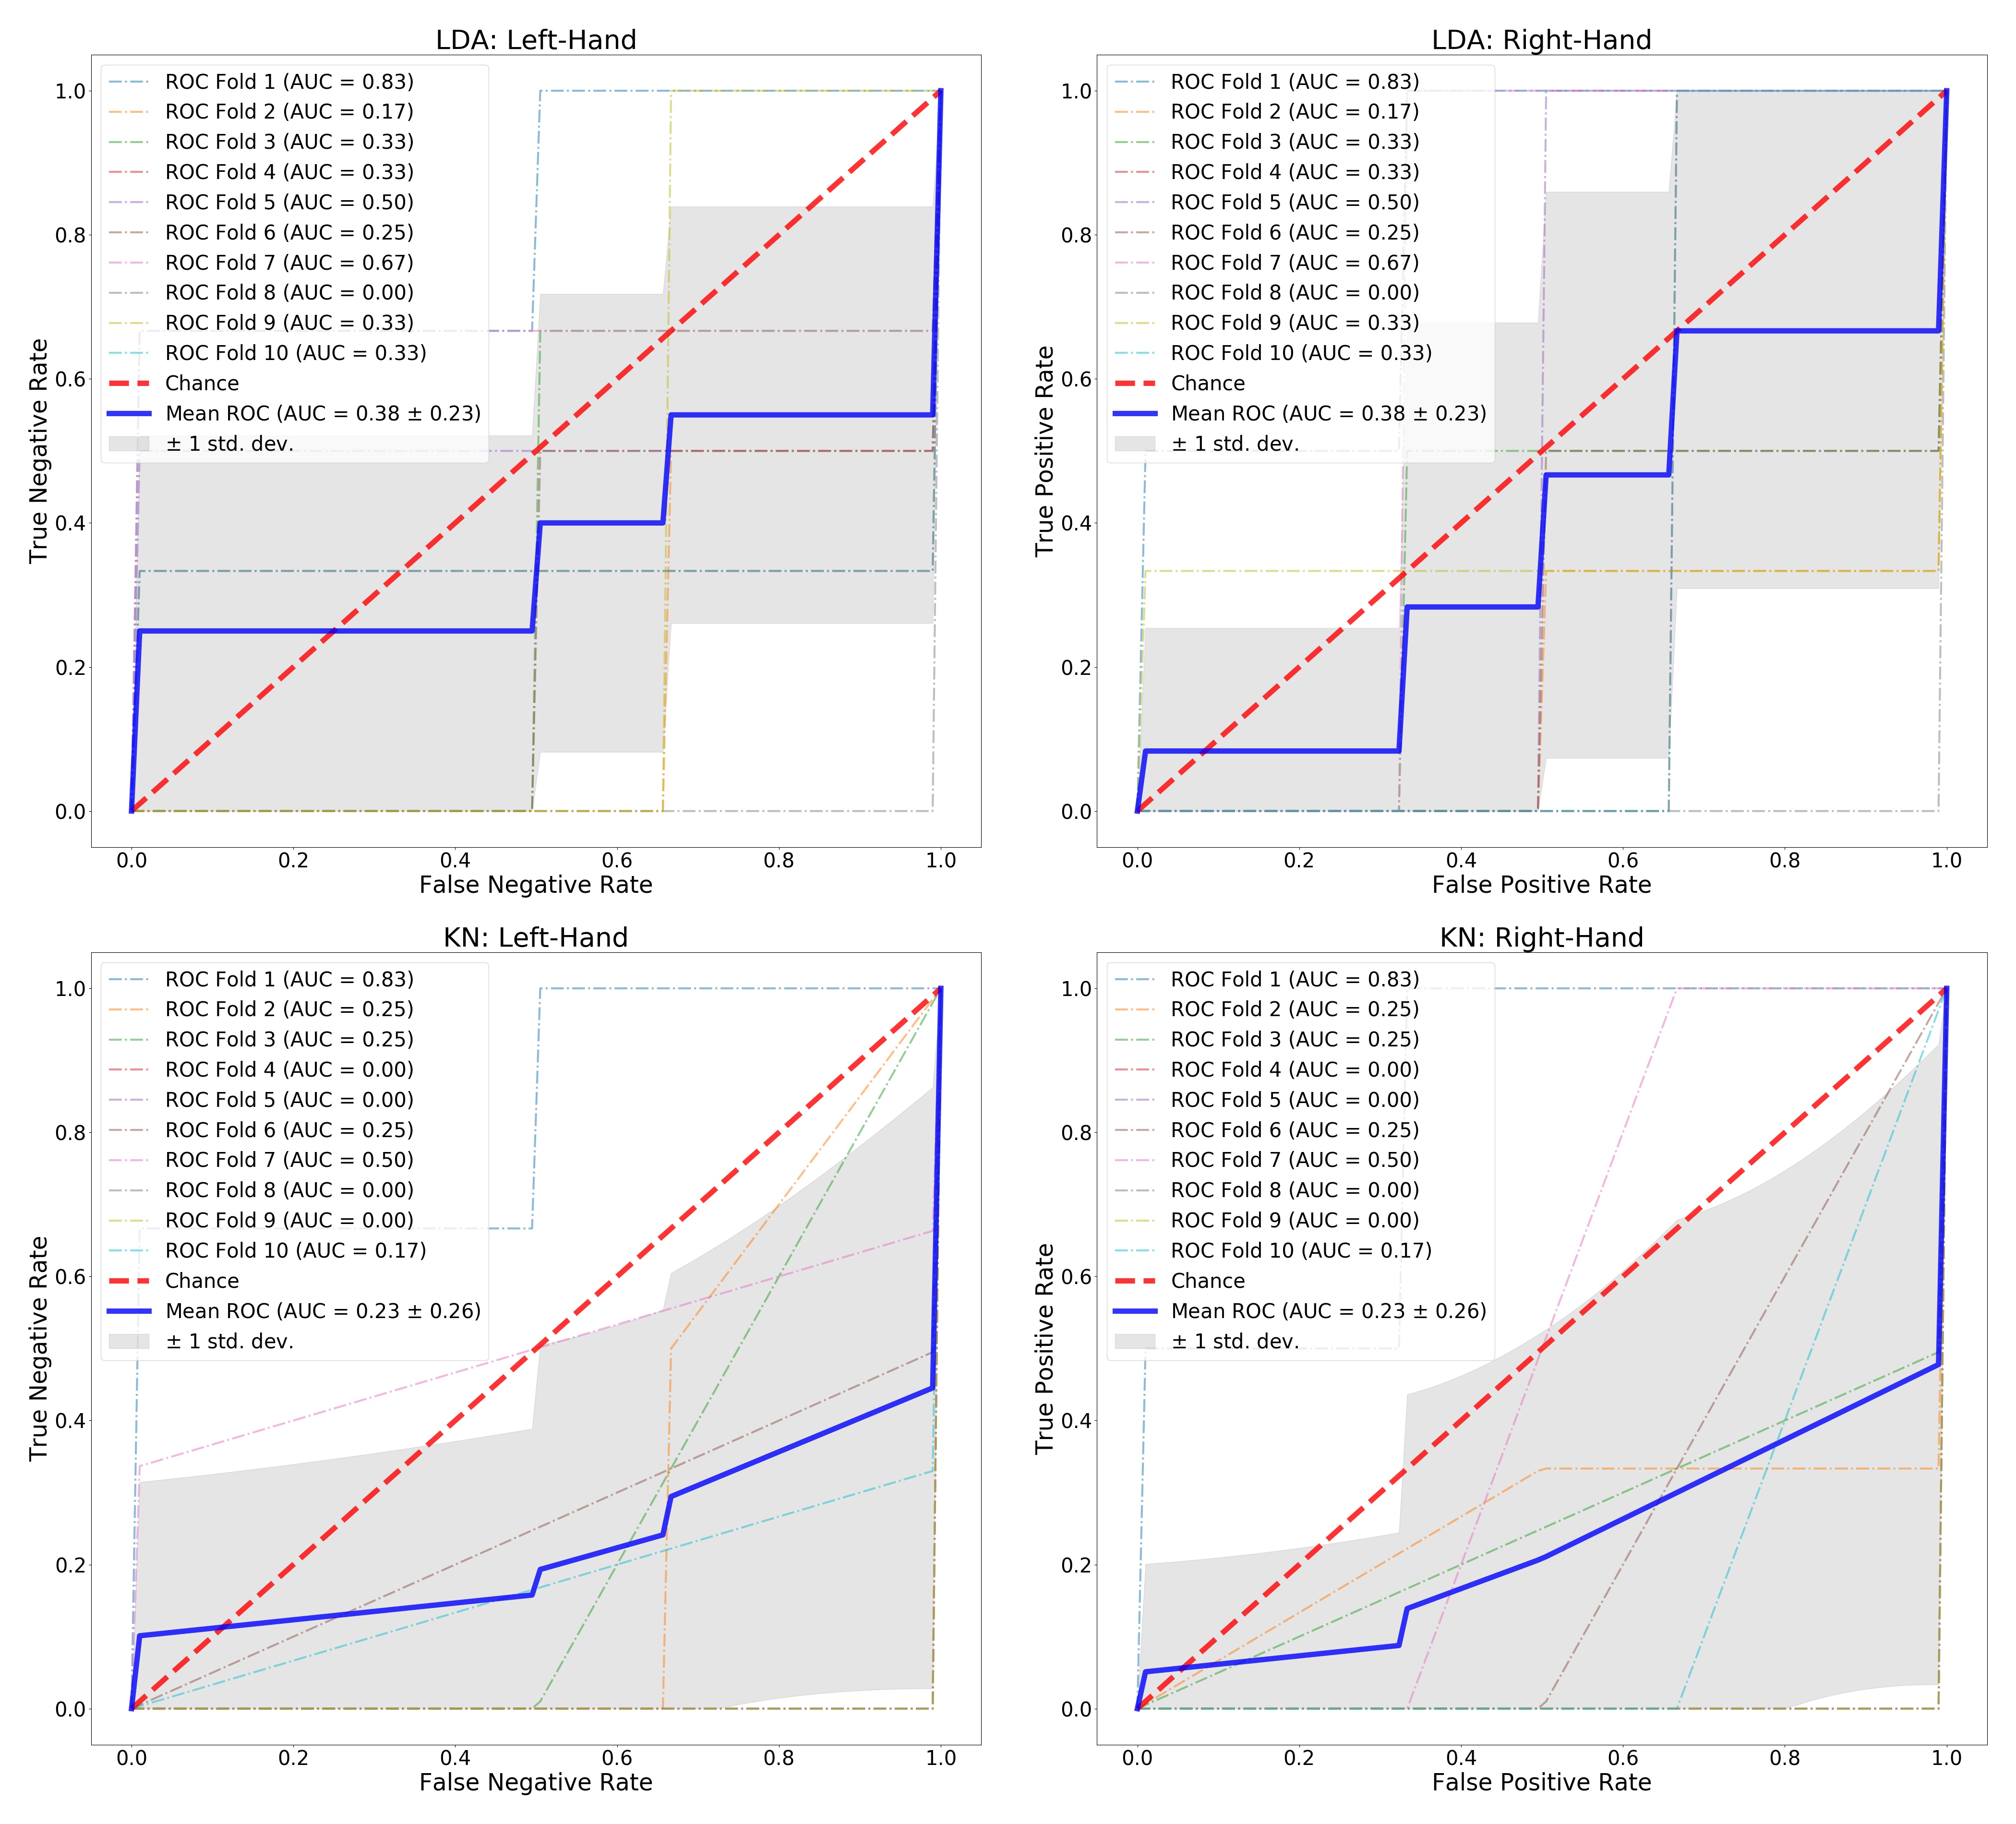 LDA: Left-Hand
ROC Fold 1 (AUC = 0.83)
ROC Fold 2 (AUC = 0.17)
ROC Fold 3 (AUC = 0.33)
ROC Fold 4 (AUC = 0.33)
ROC Fold 5 (AUC = 0.50)
ROC Fold 6 (AUC = 0.25)
ROC Fold 7 (AUC = 0.67)
ROC Fold 8 (AUC = 0.00)
ROC Fold 9 (AUC = 0.33)
ROC Fold 10 (AUC = 0.33)
Chance
Mean ROC (AUC = 0.38 ± 0.23)
± 1 std. dev.
True Negative Rate
1.0
0.8
0.6
0.4
0.2
0.0
0.0 0.2 0.4 0.6 0.8 1.0
False Negative Rate
LDA: Right-Hand
ROC Fold 1 (AUC = 0.83)
ROC Fold 2 (AUC = 0.17)
ROC Fold 3 (AUC = 0.33)
ROC Fold 4 (AUC = 0.33)
ROC Fold 5 (AUC = 0.50)
ROC Fold 6 (AUC = 0.25)
ROC Fold 7 (AUC = 0.67)
ROC Fold 8 (AUC = 0.00)
ROC Fold 9 (AUC = 0.33)
ROC Fold 10 (AUC = 0.33)
Chance
Mean ROC (AUC = 0.38 ± 0.23)
± 1 std. dev.
True Positive Rate
1.0
0.8
0.6
0.4
0.2
0.0
0.0 0.2 0.4 0.6 0.8 1.0
False Positive Rate
KN: Left-Hand
ROC Fold 1 (AUC = 0.83)
ROC Fold 2 (AUC = 0.25)
ROC Fold 3 (AUC = 0.25)
ROC Fold 4 (AUC = 0.00)
ROC Fold 5 (AUC = 0.00)
ROC Fold 6 (AUC = 0.25)
ROC Fold 7 (AUC = 0.50)
ROC Fold 8 (AUC = 0.00)
ROC Fold 9 (AUC = 0.00)
ROC Fold 10 (AUC = 0.17)
Chance
Mean ROC (AUC = 0.23 ± 0.26)
± 1 std. dev.
True Negative Rate
1.0
0.8
0.6
0.4
0.2
0.0
0.0 0.2 0.4 0.6 0.8 1.0
False Negative Rate
KN: Right-Hand
ROC Fold 1 (AUC = 0.83)
ROC Fold 2 (AUC = 0.25)
ROC Fold 3 (AUC = 0.25)
ROC Fold 4 (AUC = 0.00)
ROC Fold 5 (AUC = 0.00)
ROC Fold 6 (AUC = 0.25)
ROC Fold 7 (AUC = 0.50)
ROC Fold 8 (AUC = 0.00)
ROC Fold 9 (AUC = 0.00)
ROC Fold 10 (AUC = 0.17)
Chance
Mean ROC (AUC = 0.23 ± 0.26)
± 1 std. dev.
True Positive Rate
1.0
0.8
0.6
0.4
0.2
0.0
0.0 0.2 0.4 0.6 0.8 1.0
False Positive Rate